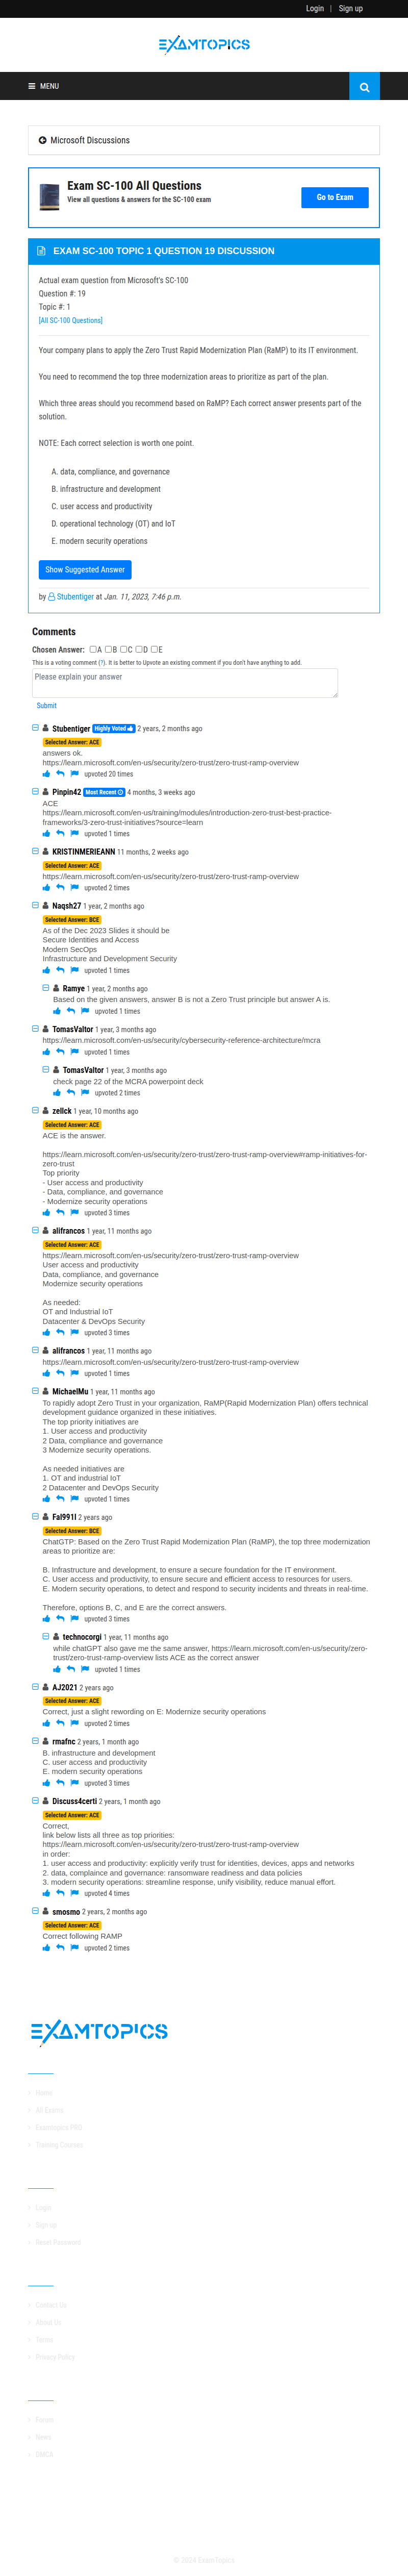 Login | Sign up
EXAMTOPICS
MENU
Microsoft Discussions
Exam SC-100 All Questions
View all questions & answers for the SC-100 exam
Go to Exam
EXAM SC-100 TOPIC 1 QUESTION 19 DISCUSSION
Actual exam question from Microsoft's SC-100
Question #: 19
Topic #: 1
[All SC-100 Questions]
Your company plans to apply the Zero Trust Rapid Modernization Plan (RaMP) to its IT environment.
You need to recommend the top three modernization areas to prioritize as part of the plan.
Which three areas should you recommend based on RaMP? Each correct answer presents part of the
solution.
NOTE: Each correct selection is worth one point.
A. data, compliance, and governance
B. infrastructure and development
C. user access and productivity
D. operational technology (OT) and IoT
E. modern security operations
Show Suggested Answer
by Stubentiger at Jan. 11, 2023, 7:46 p.m.
Comments
Chosen Answer: A B C D E
This is a voting comment (?). It is better to Upvote an existing comment if you don't have anything to add.
Please explain your answer
Submit
Stubentiger Highly Voted 2 years, 2 months ago
Selected Answer: ACE
answers ok.
https://learn.microsoft.com/en-us/security/zero-trust/zero-trust-ramp-overview
upvoted 20 times
Pinpin42 Most Recent 4 months, 3 weeks ago
ACE
https://learn.microsoft.com/en-us/training/modules/introduction-zero-trust-best-practice-
frameworks/3-zero-trust-initiatives?source=learn
upvoted 1 times
KRISTINMERIEANN 11 months, 2 weeks ago
Selected Answer: ACE
https://learn.microsoft.com/en-us/security/zero-trust/zero-trust-ramp-overview
upvoted 2 times
Naqsh27 1 year, 2 months ago
Selected Answer: BCE
As of the Dec 2023 Slides it should be
Secure Identities and Access
Modern SecOps
Infrastructure and Development Security
upvoted 1 times
Ramye 1 year, 2 months ago
Based on the given answers, answer B is not a Zero Trust principle but answer A is.
upvoted 1 times
TomasValtor 1 year, 3 months ago
https://learn.microsoft.com/en-us/security/cybersecurity-reference-architecture/mcra
upvoted 1 times
TomasValtor 1 year, 3 months ago
check page 22 of the MCRA powerpoint deck
upvoted 2 times
zellck 1 year, 10 months ago
Selected Answer: ACE
ACE is the answer.
https://learn.microsoft.com/en-us/security/zero-trust/zero-trust-ramp-overview#ramp-initiatives-for-
zero-trust
Top priority
- User access and productivity
- Data, compliance, and governance
- Modernize security operations
upvoted 3 times
alifrancos 1 year, 11 months ago
Selected Answer: ACE
https://learn.microsoft.com/en-us/security/zero-trust/zero-trust-ramp-overview
User access and productivity
Data, compliance, and governance
Modernize security operations
As needed:
OT and Industrial IoT
Datacenter & DevOps Security
upvoted 3 times
alifrancos 1 year, 11 months ago
https://learn.microsoft.com/en-us/security/zero-trust/zero-trust-ramp-overview
upvoted 1 times
MichaelMu 1 year, 11 months ago
To rapidly adopt Zero Trust in your organization, RaMP(Rapid Modernization Plan) offers technical
development guidance organized in these initiatives.
The top priority initiatives are
1. User access and productivity
2 Data, compliance and governance
3 Modernize security operations.
As needed initiatives are
1. OT and industrial IoT
2 Datacenter and DevOps Security
upvoted 1 times
Fal991l 2 years ago
Selected Answer: BCE
ChatGTP: Based on the Zero Trust Rapid Modernization Plan (RaMP), the top three modernization
areas to prioritize are:
B. Infrastructure and development, to ensure a secure foundation for the IT environment.
C. User access and productivity, to ensure secure and efficient access to resources for users.
E. Modern security operations, to detect and respond to security incidents and threats in real-time.
Therefore, options B, C, and E are the correct answers.
upvoted 3 times
technocorgi 1 year, 11 months ago
while chatGPT also gave me the same answer, https://learn.microsoft.com/en-us/security/zero-
trust/zero-trust-ramp-overview lists ACE as the correct answer
upvoted 1 times
AJ2021 2 years ago
Selected Answer: ACE
Correct, just a slight rewording on E: Modernize security operations
upvoted 2 times
rmafnc 2 years, 1 month ago
B. infrastructure and development
C. user access and productivity
E. modern security operations
upvoted 3 times
Discuss4certi 2 years, 1 month ago
Selected Answer: ACE
Correct,
link below lists all three as top priorities:
https://learn.microsoft.com/en-us/security/zero-trust/zero-trust-ramp-overview
in order:
1. user access and productivity: explicitly verify trust for identities, devices, apps and networks
2. data, complaince and governance: ransomware readiness and data policies
3. modern security operations: streamline response, unify visibility, reduce manual effort.
upvoted 4 times
smosmo 2 years, 2 months ago
Selected Answer: ACE
Correct following RAMP
upvoted 2 times
EXAMTOPICS
Home
All Exams
Examtopics PRO
Training Courses
Login
Sign up
Reset Password
Contact Us
About Us
Terms
Privacy Policy
Forum
News
DMCA
© 2024 ExamTopics